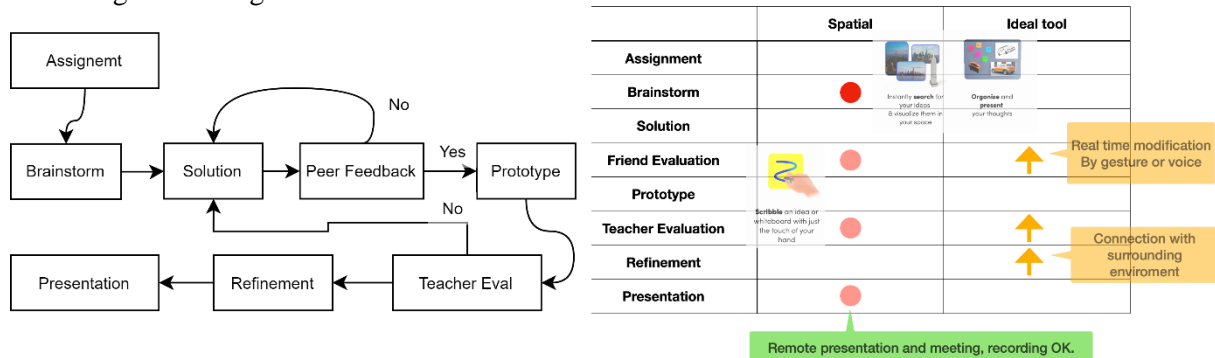 Assignemt
No
Brainstorm
Solution
Peer Feedback
Yes
Prototype
No
Presentation
Refinement
Teacher Eval
Spatial
Ideal tool
Assignment
Brainstorm
Instantly search for
your ideas
& visualize them in
your space
Organize and
present
your thoughts
Solution
Friend Evaluation
Real time modification
By gesture or voice
Prototype
Scribble an idea or
whiteboard with just
the touch of your
hand
Teacher Evaluation
Connection with
surrounding
enviroment
Refinement
Presentation
Remote presentation and meeting, recording OK.